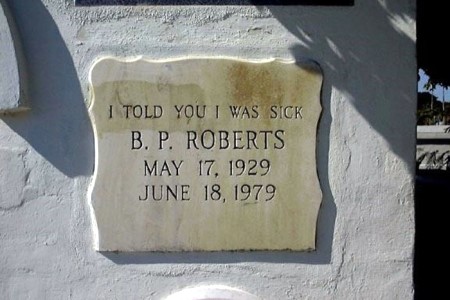 I TOLD YOU I WAS SICK
B. P. ROBERTS
MAY 17, 1929
JUNE 18, 1979